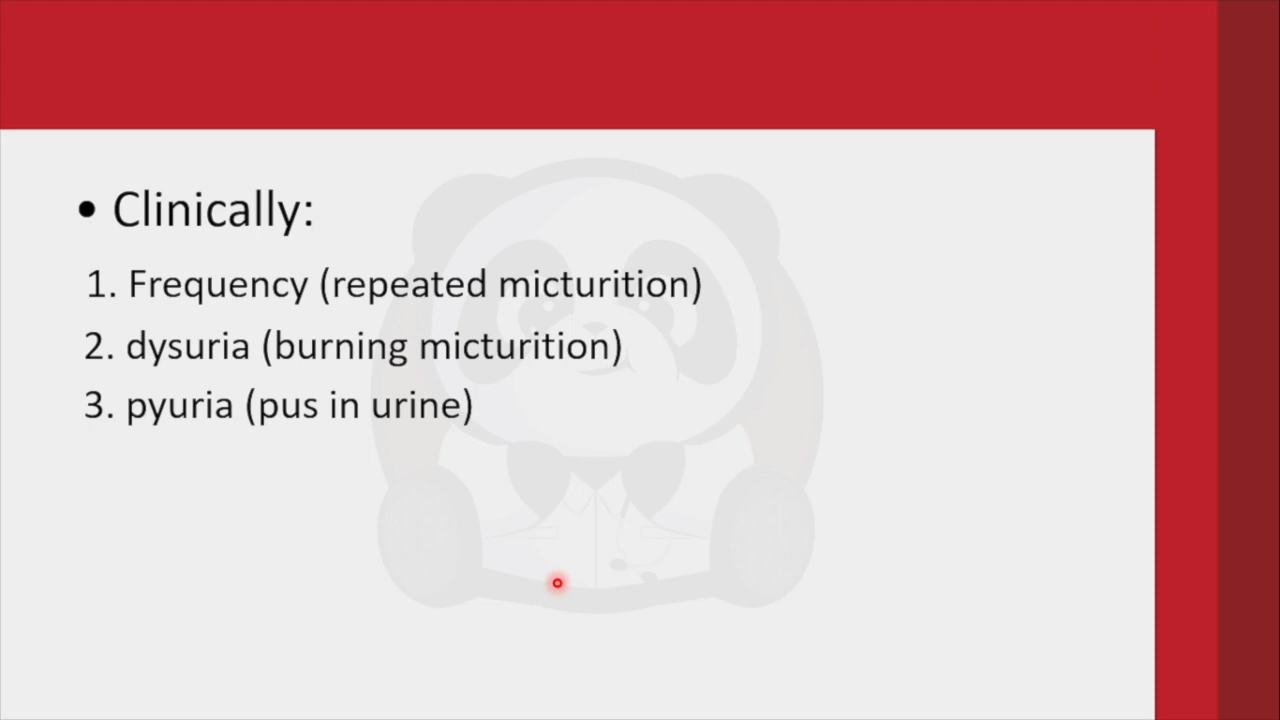 • Clinically:
1. Frequency (repeated micturition)
2. dysuria (burning micturition)
3. pyuria (pus in urine)